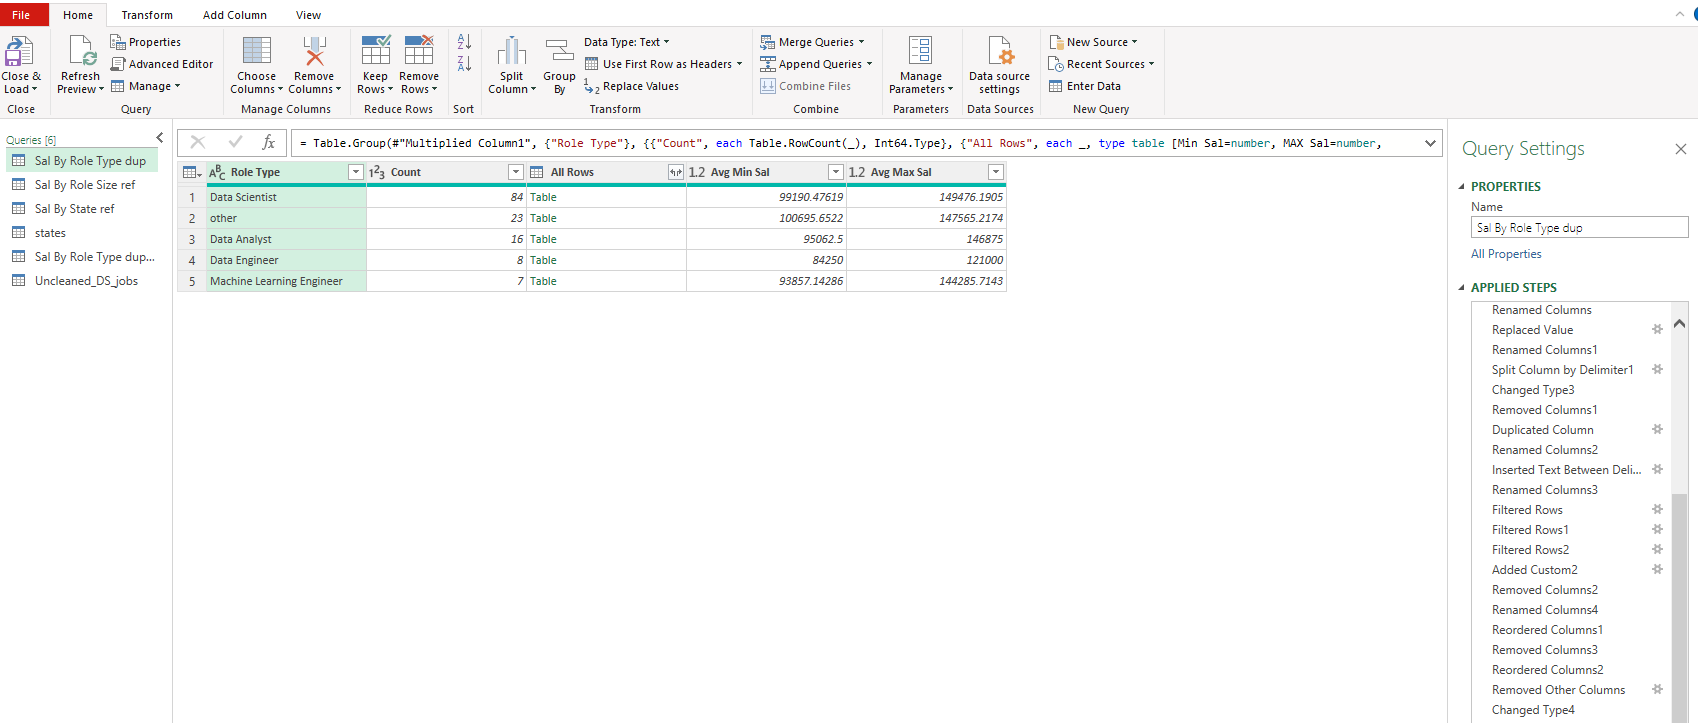 File Home Transform Add Column View
Close & Load
Refresh Preview
Properties
Advanced Editor
Manage
Choose Columns
Remove Columns
Keep Rows
Remove Rows
A Z
Z A
Split Column
Group By
Data Type: Text
Use First Row as Headers
1 2 Replace Values
Merge Queries
Append Queries
Combine Files
Manage Parameters
Data source settings
New Source
Recent Sources
Enter Data
Close Query Manage Columns Reduce Rows Sort Transform Combine Parameters Data Sources New Query
Queries [6]
Sal By Role Type dup
Sal By Role Size ref
Sal By State ref
states
Sal By Role Type dup...
Uncleaned_DS_jobs
fx = Table.Group(#"Multiplied Column1", {"Role Type"}, {{"Count", each Table.RowCount(_), Int64.Type}, {"All Rows", each _, type table [Min Sal=number, MAX Sal=number,
ABC Role Type 123 Count All Rows 1.2 Avg Min Sal 1.2 Avg Max Sal
1 Data Scientist 84 Table 99190.47619 149476.1905
2 other 23 Table 100695.6522 147565.2174
3 Data Analyst 16 Table 95062.5 146875
4 Data Engineer 8 Table 84250 121000
5 Machine Learning Engineer 7 Table 93857.14286 144285.7143
Query Settings
PROPERTIES
Name
Sal By Role Type dup
All Properties
APPLIED STEPS
Renamed Columns
Replaced Value
Renamed Columns1
Split Column by Delimiter1
Changed Type3
Removed Columns1
Duplicated Column
Renamed Columns2
Inserted Text Between Deli...
Renamed Columns3
Filtered Rows
Filtered Rows1
Filtered Rows2
Added Custom2
Removed Columns2
Renamed Columns4
Reordered Columns1
Removed Columns3
Reordered Columns2
Removed Other Columns
Changed Type4